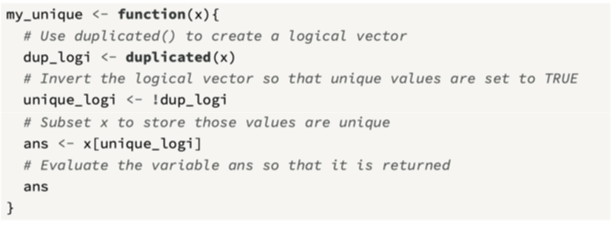 my_unique <- function(x){
  # Use duplicated() to create a logical vector
  dup_logi <- duplicated(x)
  # Invert the logical vector so that unique values are set to TRUE
  unique_logi <- !dup_logi
  # Subset x to store those values are unique
  ans <- x[unique_logi]
  # Evaluate the variable ans so that it is returned
  ans
}